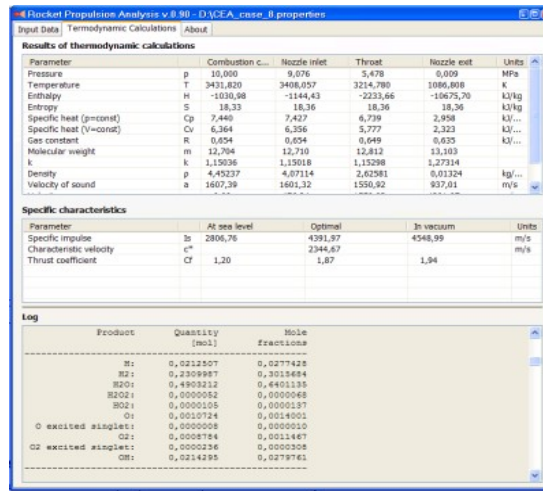 Rocket Propulsion Analysis v.0.90 - D:\CEA_case_8.properties
Input Data Termodynamic Calculations About
Results of thermodynamic calculations
Parameter Combustion c... Nozzle inlet Throat Nozzle exit Units
Pressure p 10,000 9,076 5,478 0,009 MPa
Temperature T 3431,820 3408,057 3214,780 1086,808 K
Enthalpy H -1030,98 -1144,43 -2233,66 -10675,70 kJ/kg
Entropy S 18,33 18,36 18,36 18,36 kJ/kg
Specific heat (p=const) Cp 7,440 7,427 6,739 2,958 kJ/...
Specific heat (V=const) Cv 6,364 6,356 5,777 2,323 kJ/...
Gas constant R 0,654 0,654 0,649 0,635 kJ/...
Molecular weight m 12,704 12,710 12,812 13,103
k k 1,15036 1,15018 1,15298 1,27314
Density ρ 4,45237 4,07114 2,62581 0,01324 kg/...
Velocity of sound a 1607,39 1601,32 1550,92 937,01 m/s
Specific characteristics
Parameter At sea level Optimal In vacuum Units
Specific impulse Is 2806,76 4391,97 4548,99 m/s
Characteristic velocity c* 2344,67 m/s
Thrust coefficient Cf 1,20 1,87 1,94
Log
Product Quantity Mole
[mol] fractions
H: 0,0212507 0,0277428
H2: 0,2309987 0,3015684
H2O: 0,4903212 0,6401135
H2O2: 0,0000052 0,0000068
HO2: 0,0000105 0,0000137
O: 0,0010724 0,0014001
O excited singlet: 0,0000008 0,0000010
O2: 0,0008784 0,0011467
O2 excited singlet: 0,0000236 0,0000308
OH: 0,0214295 0,0279761